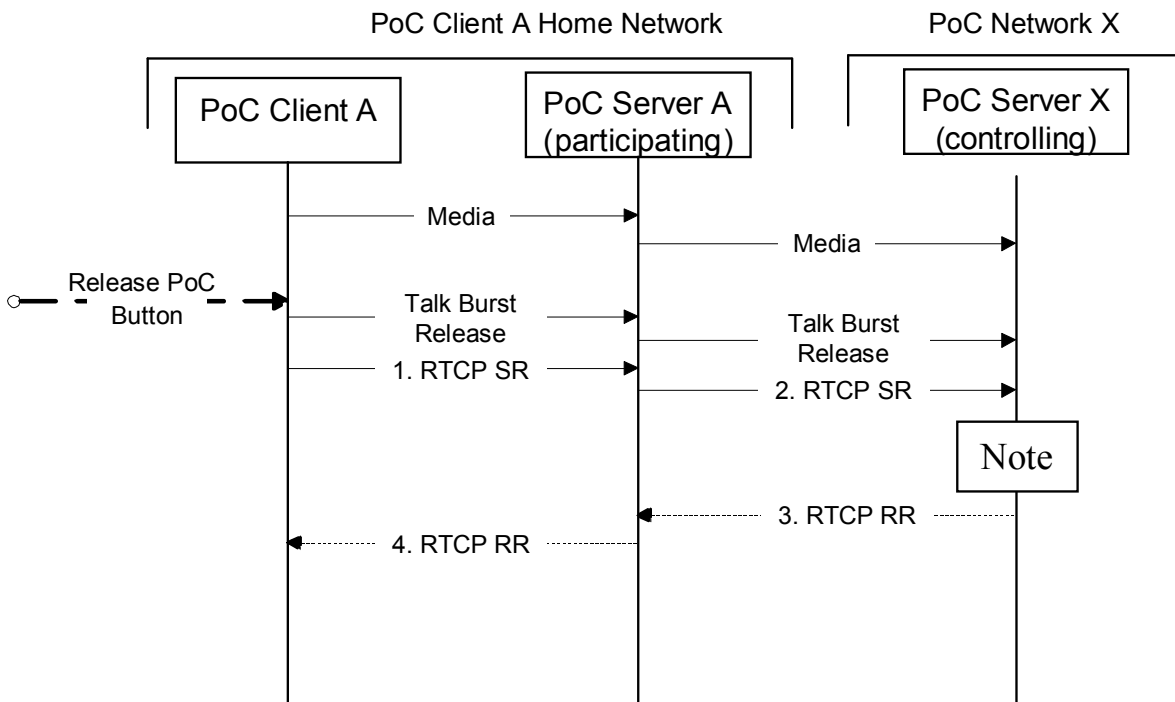 PoC Client A Home Network
PoC Network X
PoC Client A
PoC Server A
(participating)
PoC Server X
(controlling)
Media
Media
Release PoC
Button
Talk Burst
Release
Talk Burst
Release
1. RTCP SR
2. RTCP SR
Note
3. RTCP RR
4. RTCP RR